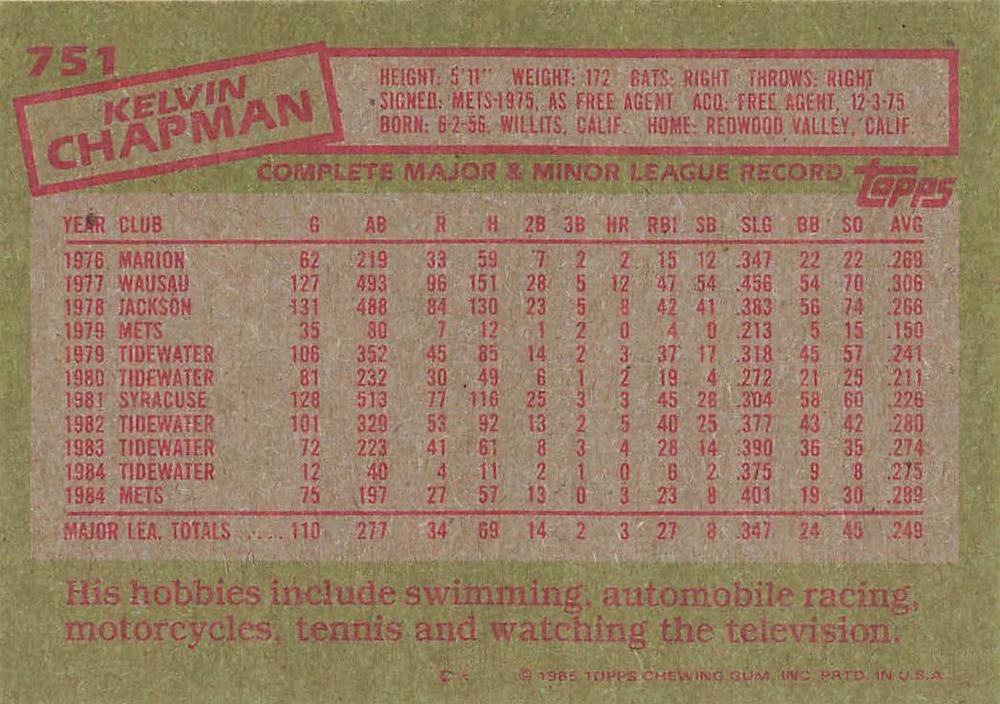 751
KELVIN
CHAPMAN
HEIGHT: 5'11" WEIGHT: 172 BATS: RIGHT THROWS: RIGHT
SIGNED: METS-1975, AS FREE AGENT ACQ: FREE AGENT, 12-3-75
BORN: 6-2-56, WILLITS, CALIF. HOME: REDWOOD VALLEY, CALIF.
COMPLETE MAJOR & MINOR LEAGUE RECORD topps
YEAR CLUB G AB R H 2B 3B HR RBI SB SLG BB SO AVG
1976 MARION 62 219 33 59 7 2 2 15 12 .347 22 22 .269
1977 WAUSAU 127 493 96 151 28 5 12 47 54 .456 54 70 .306
1978 JACKSON 131 488 84 130 23 5 8 42 41 .383 56 74 .266
1979 METS 35 80 7 12 1 2 0 4 0 .213 5 15 .150
1979 TIDEWATER 106 352 45 85 14 2 3 37 17 .318 45 57 .241
1980 TIDEWATER 81 232 30 49 6 1 2 19 4 .272 21 25 .211
1981 SYRACUSE 128 513 77 116 25 3 3 45 28 .304 58 60 .226
1982 TIDEWATER 101 329 53 92 13 2 5 40 25 .377 43 42 .280
1983 TIDEWATER 72 223 41 61 8 3 4 28 14 .390 36 35 .274
1984 TIDEWATER 12 40 4 11 2 1 0 6 2 .375 9 8 .275
1984 METS 75 197 27 57 13 0 3 23 8 .401 19 30 .289
MAJOR LEA. TOTALS ..... 110 277 34 69 14 2 3 27 8 .347 24 45 .249
His hobbies include swimming, automobile racing,
motorcycles, tennis and watching the television.
© 1985 TOPPS CHEWING GUM, INC. PRTD. IN U.S.A.